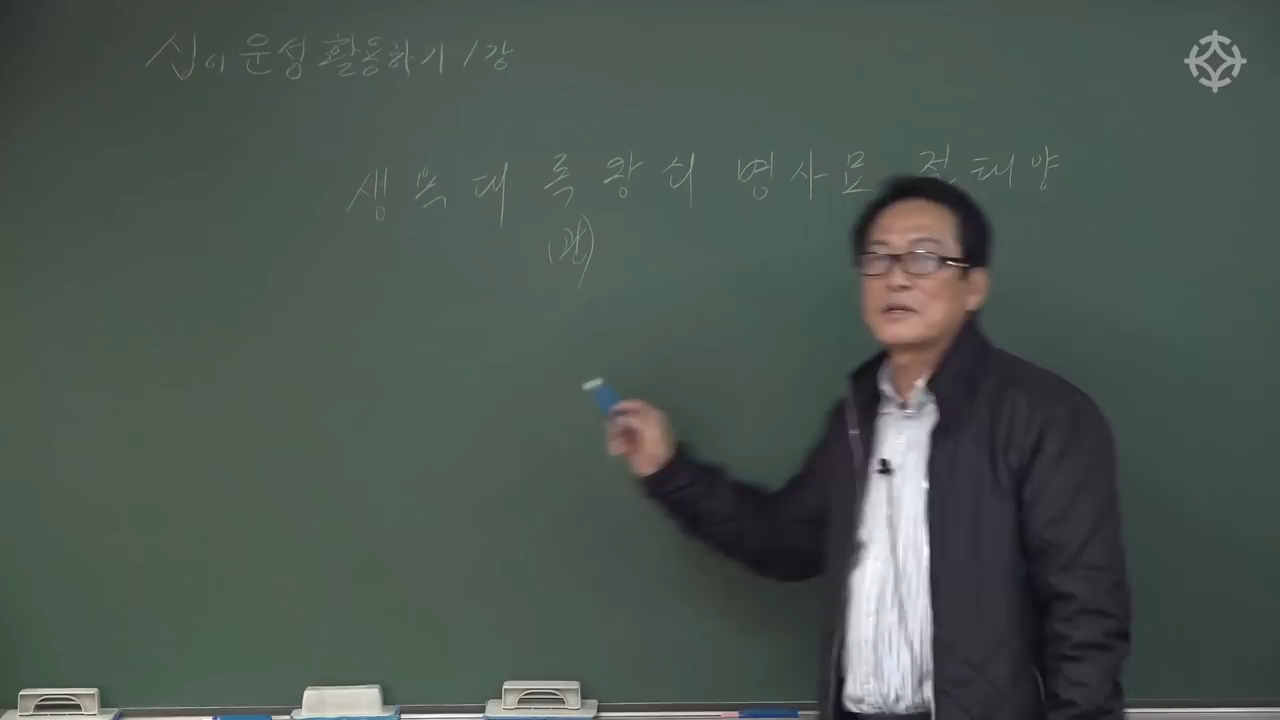 십이운성 활용하기 1강
생 욕 대 록 왕 쇠 병 사 묘 절 태 양
(관)